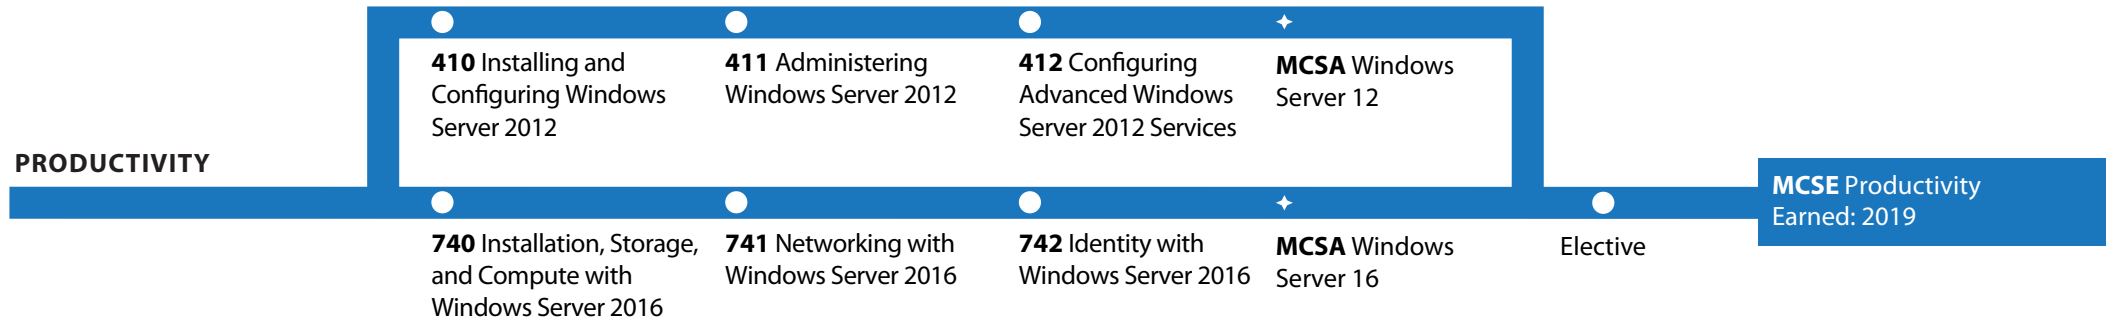 410 Installing and
Configuring Windows
Server 2012
411 Administering
Windows Server 2012
412 Configuring
Advanced Windows
Server 2012 Services
MCSA Windows
Server 12
PRODUCTIVITY
740 Installation, Storage,
and Compute with
Windows Server 2016
741 Networking with
Windows Server 2016
742 Identity with
Windows Server 2016
MCSA Windows
Server 16
Elective
MCSE Productivity
Earned: 2019